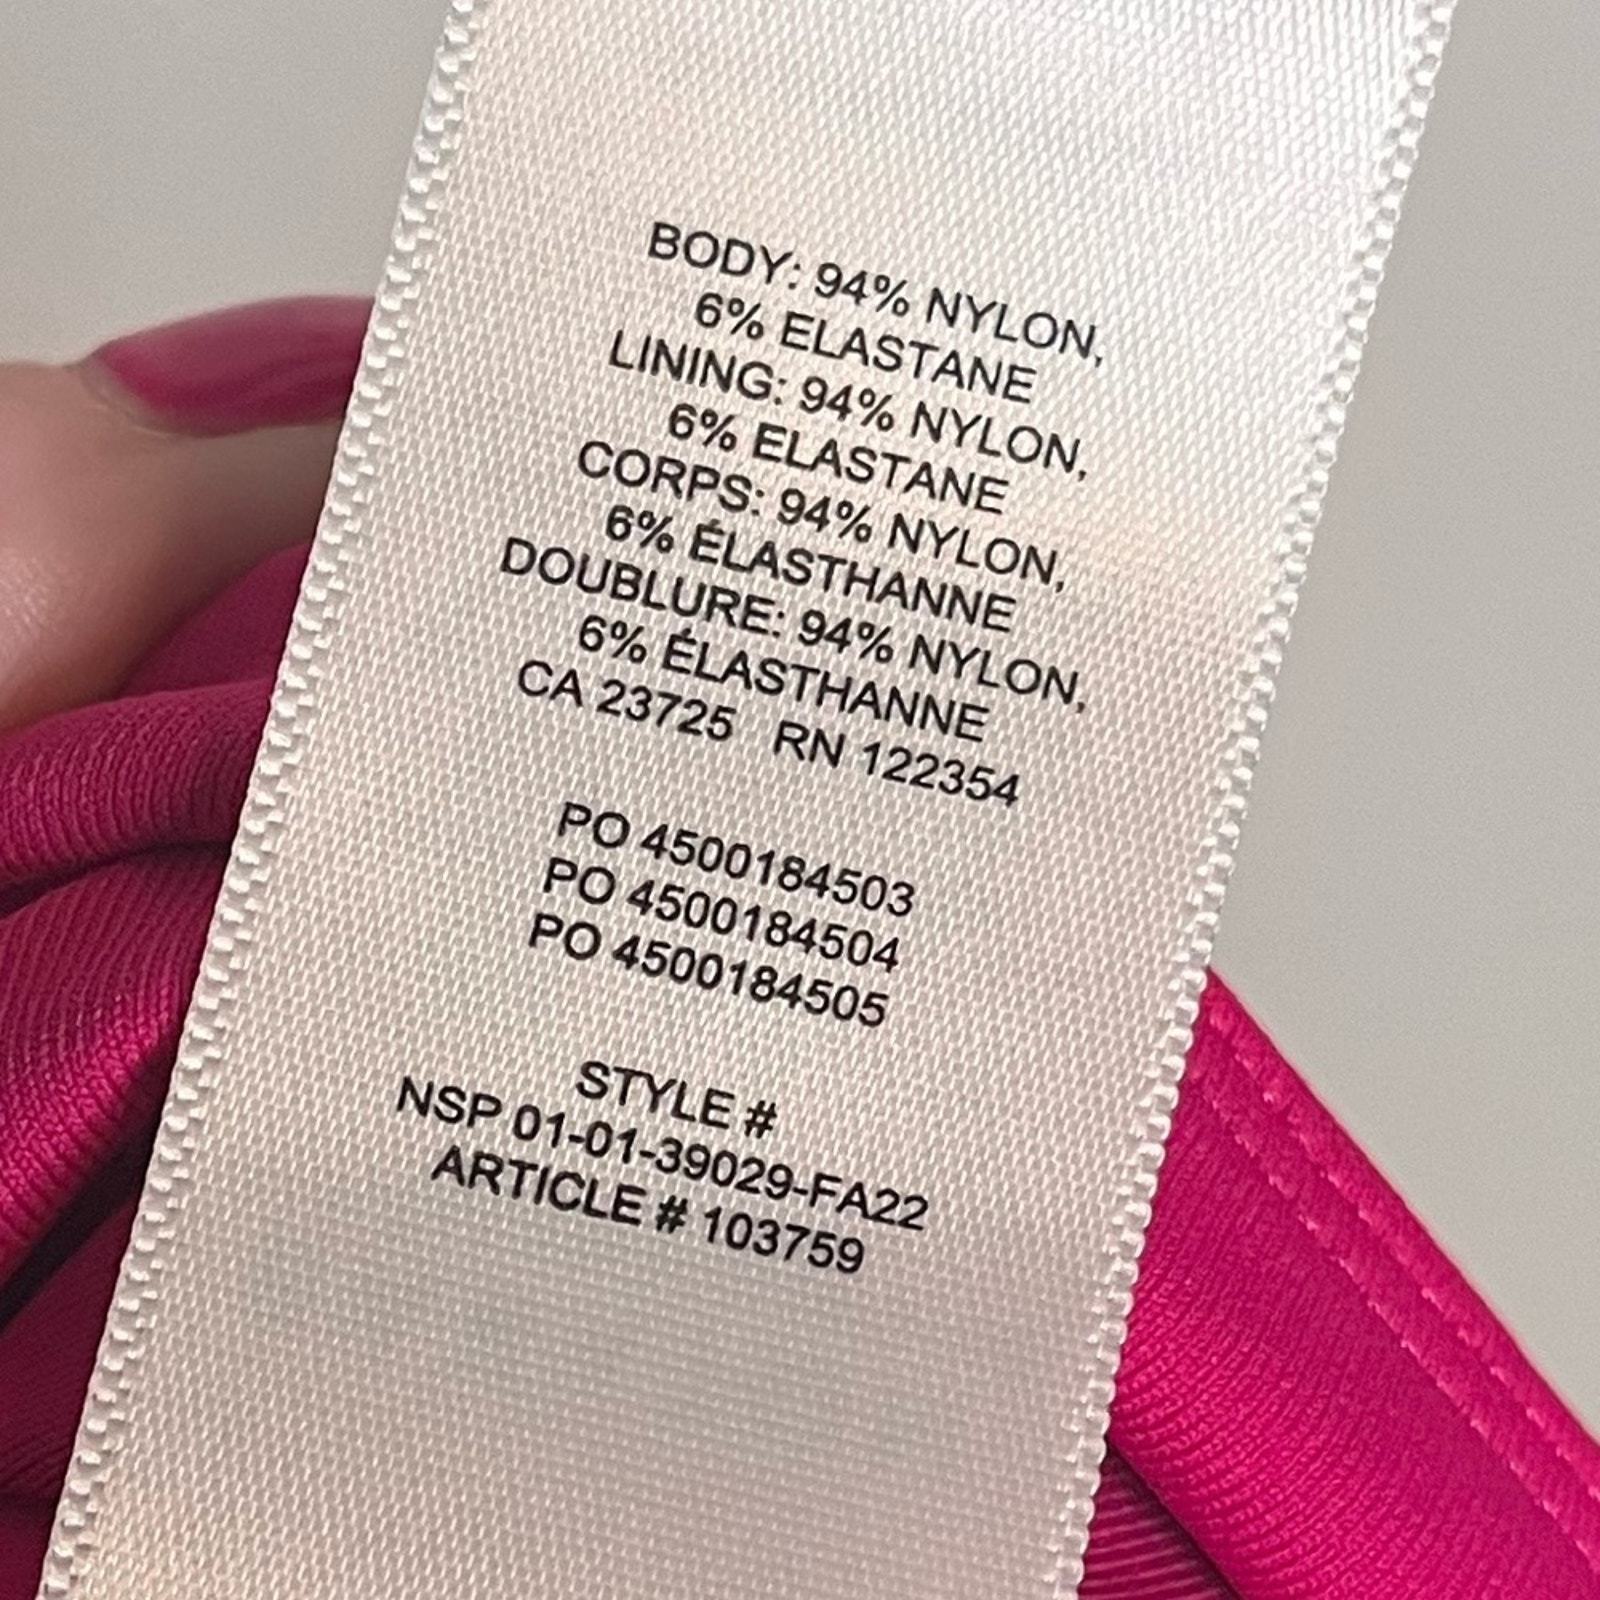 BODY: 94% NYLON,
6% ELASTANE
LINING: 94% NYLON,
6% ELASTANE
CORPS: 94% NYLON,
6% ÉLASTHANNE
DOUBLURE: 94% NYLON,
6% ÉLASTHANNE
CA 23725 RN 122354
PO 4500184503
PO 4500184504
PO 4500184505
STYLE #
NSP 01-01-39029-FA22
ARTICLE # 103759